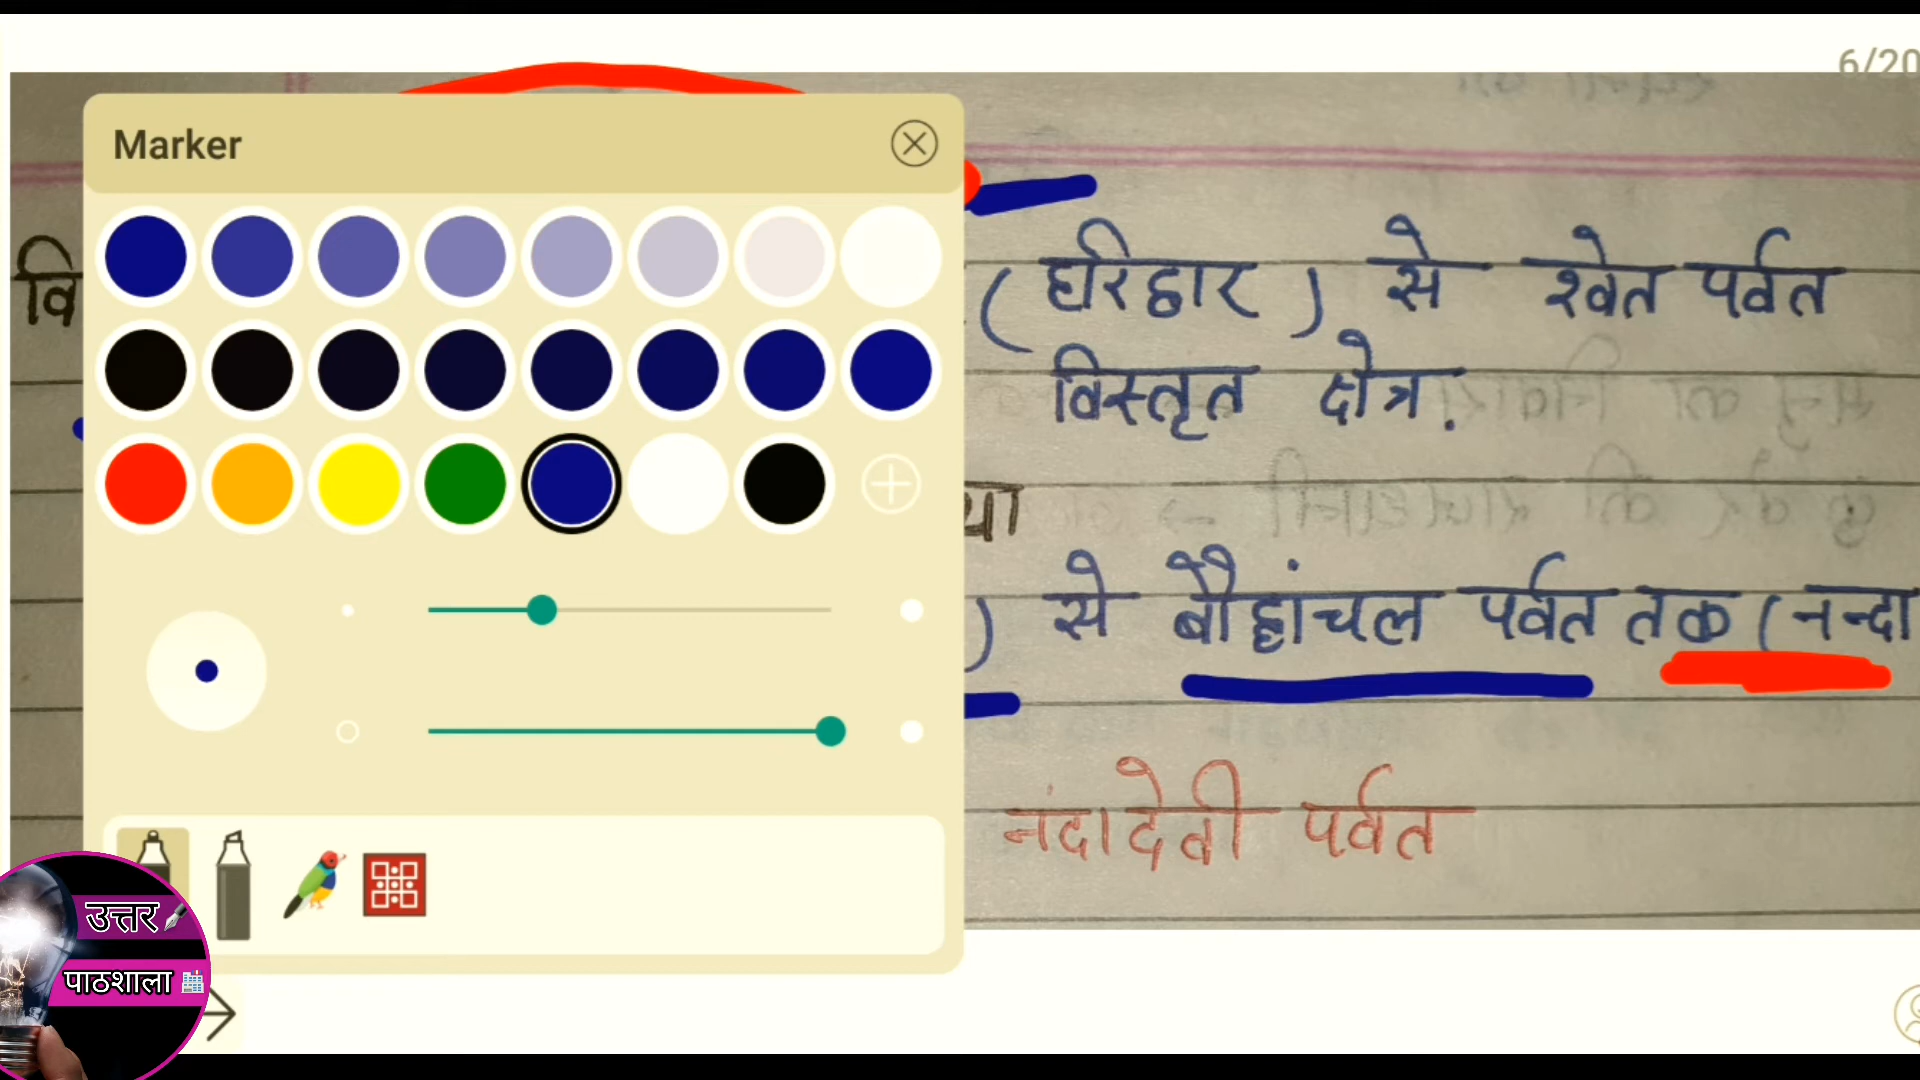 6/20
Marker
वि
( हरिद्वार ) से श्वेत पर्वत
विस्तृत क्षेत्र.
या
) से बौद्धांचल पर्वत तक ( नन्दा
नंदादेवी पर्वत
उत्तर
पाठशाला